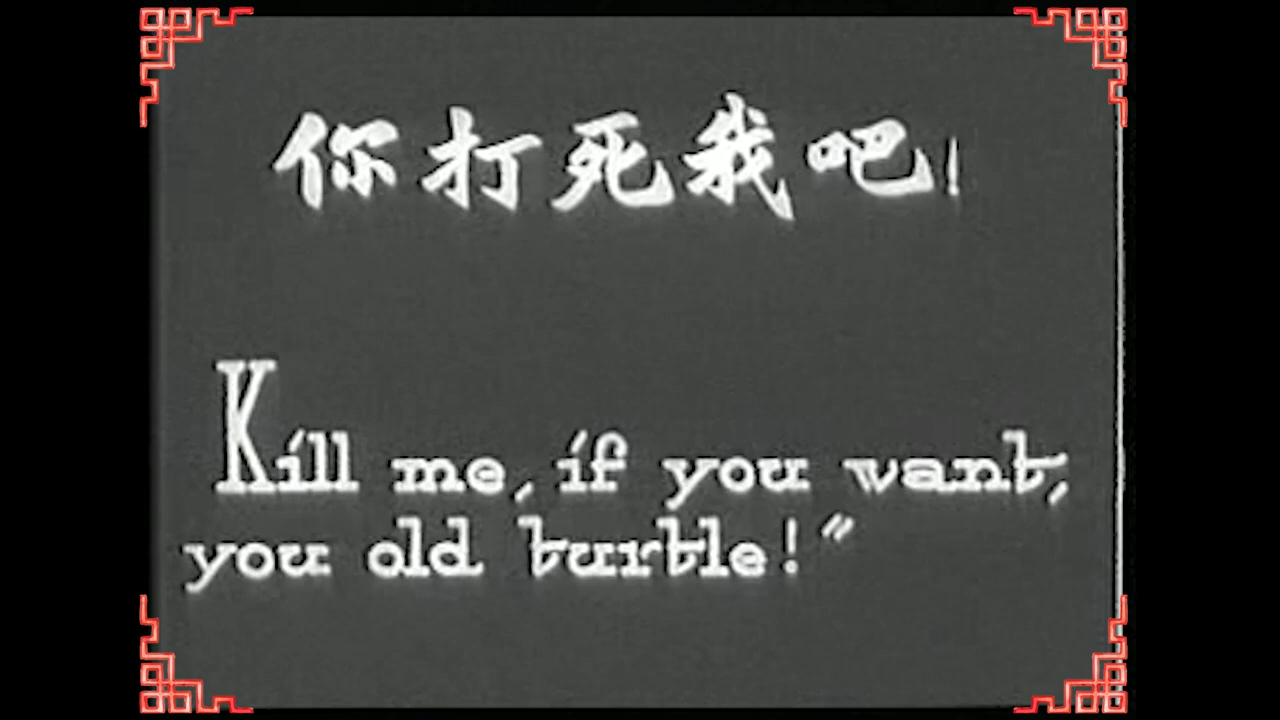 你打死我吧!
Kill me, if you want,
you old turtle!"